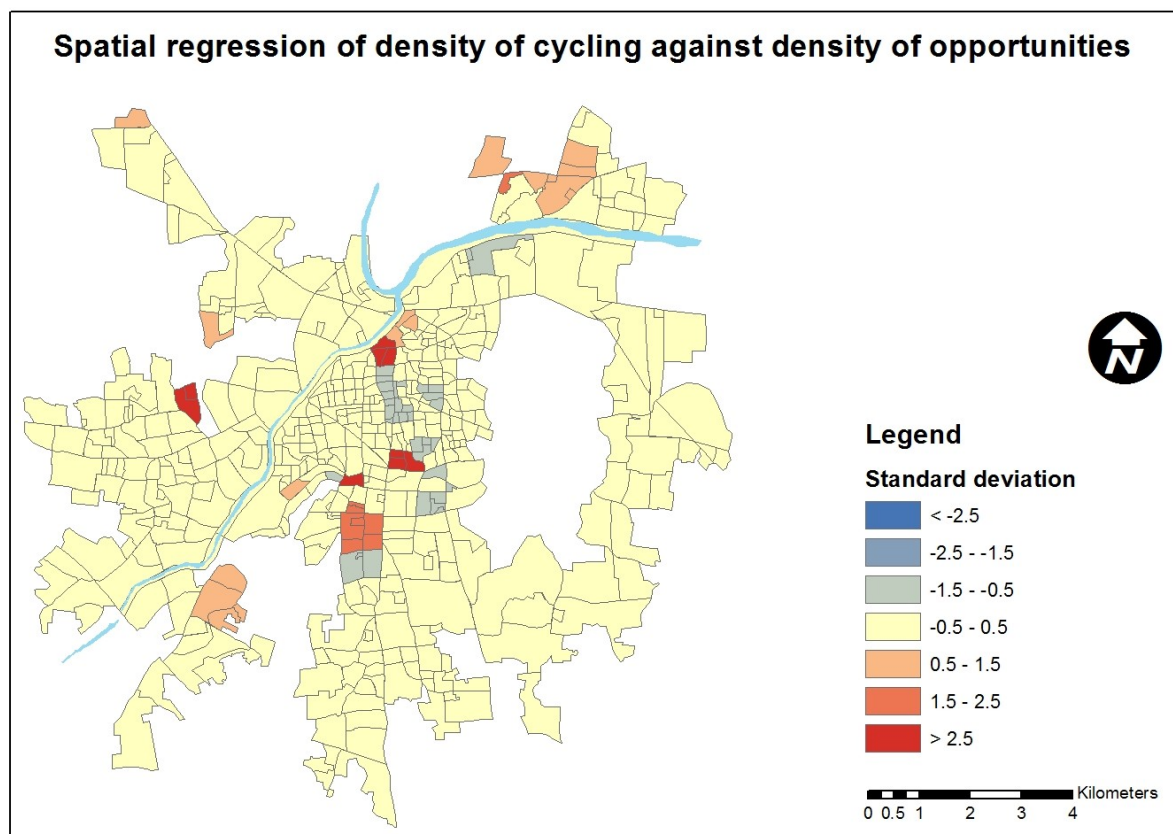 Spatial regression of density of cycling against density of opportunities
N
Legend
Standard deviation
< -2.5
-2.5 - -1.5
-1.5 - -0.5
-0.5 - 0.5
0.5 - 1.5
1.5 - 2.5
> 2.5
Kilometers
0 0.5 1 2 3 4